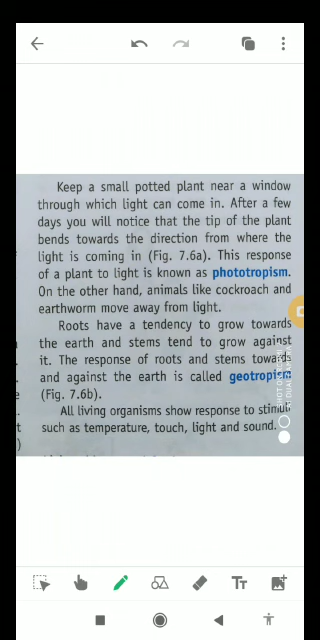 Keep a small potted plant near a window
through which light can come in. After a few
days you will notice that the tip of the plant
bends towards the direction from where the
light is coming in (Fig. 7.6a). This response
of a plant to light is known as phototropism.
On the other hand, animals like cockroach and
earthworm move away from light.
Roots have a tendency to grow towards
the earth and stems tend to grow against
it. The response of roots and stems towards
and against the earth is called geotropism
(Fig. 7.6b).
All living organisms show response to stimuli
such as temperature, touch, light and sound.
Tт